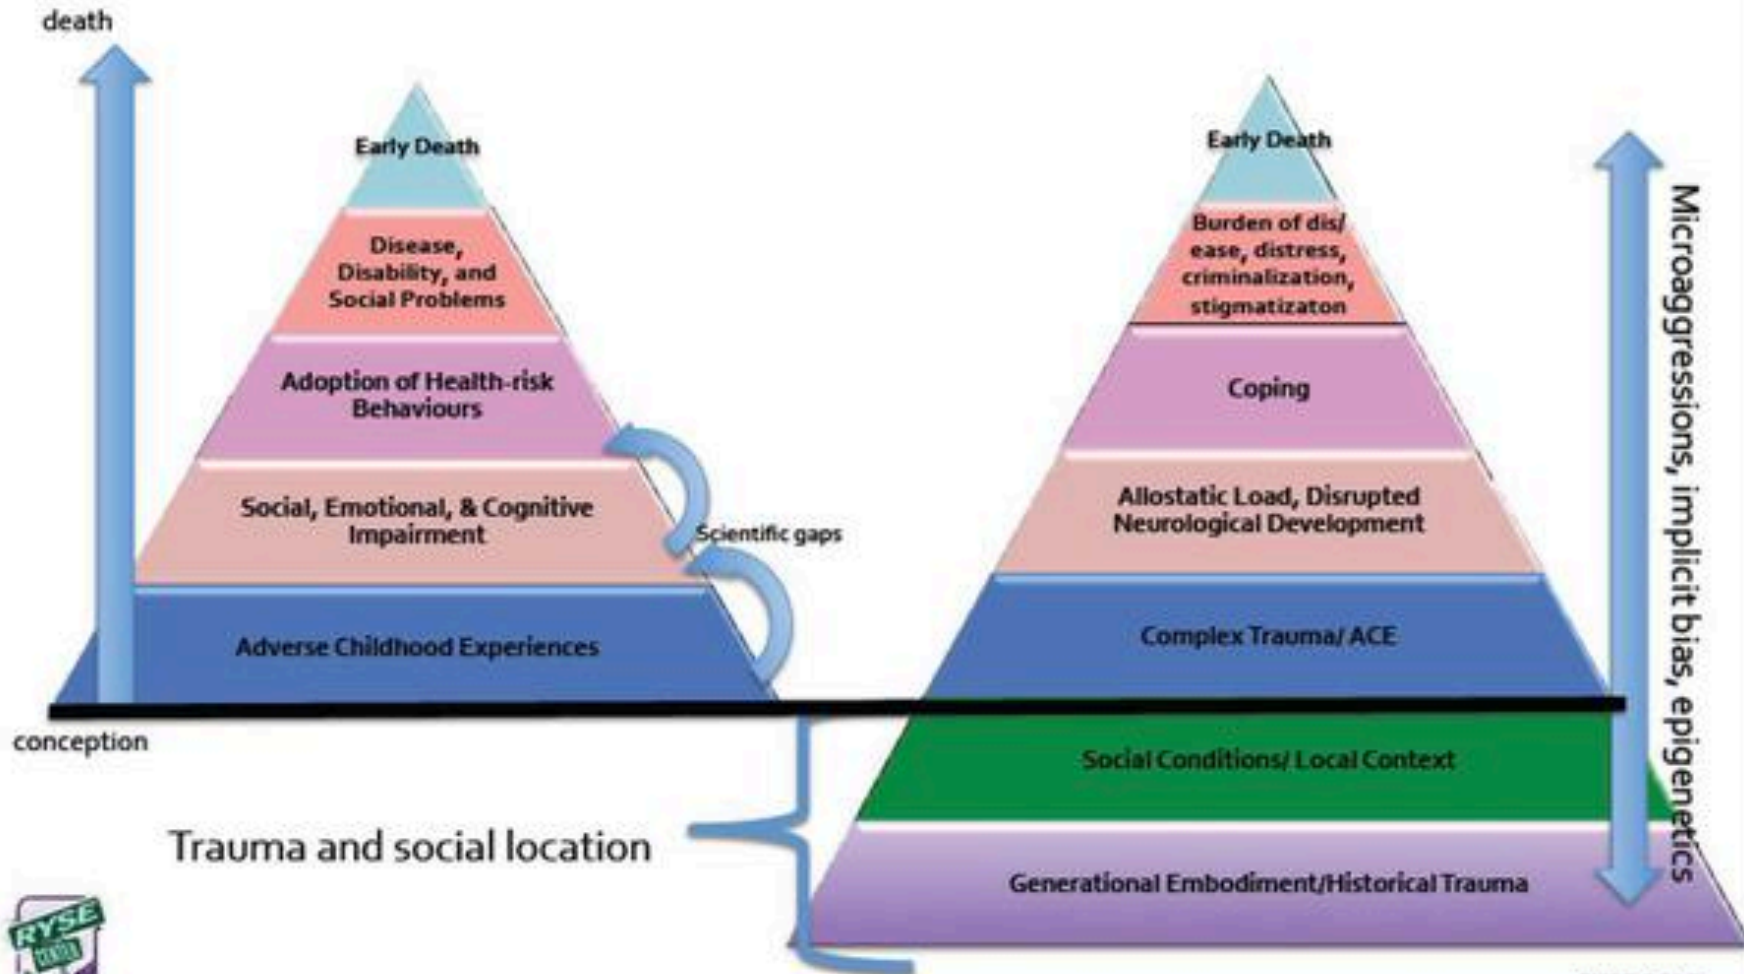 death
Early Death
Disease,
Disability, and
Social Problems
Adoption of Health-risk
Behaviours
Social, Emotional, & Cognitive
Impairment
Scientific gaps
Adverse Childhood Experiences
conception
Early Death
Burden of dis/
ease, distress,
criminalization,
stigmatizaton
Coping
Allostatic Load, Disrupted
Neurological Development
Complex Trauma/ ACE
Social Conditions/ Local Context
Generational Embodiment/Historical Trauma
Microaggressions, implicit bias, epigenetics
Trauma and social location
RYSE
CENTER